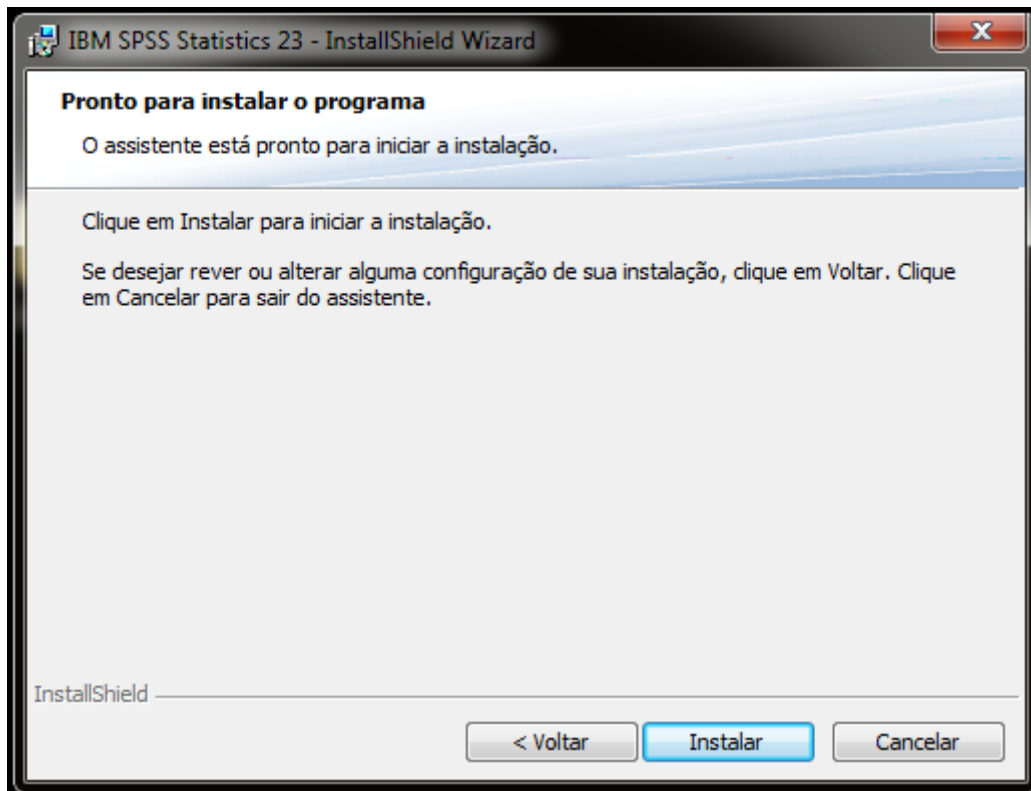 IBM SPSS Statistics 23 - InstallShield Wizard
x
Pronto para instalar o programa
O assistente está pronto para iniciar a instalação.
Clique em Instalar para iniciar a instalação.
Se desejar rever ou alterar alguma configuração de sua instalação, clique em Voltar. Clique
em Cancelar para sair do assistente.
InstallShield
< Voltar Instalar Cancelar